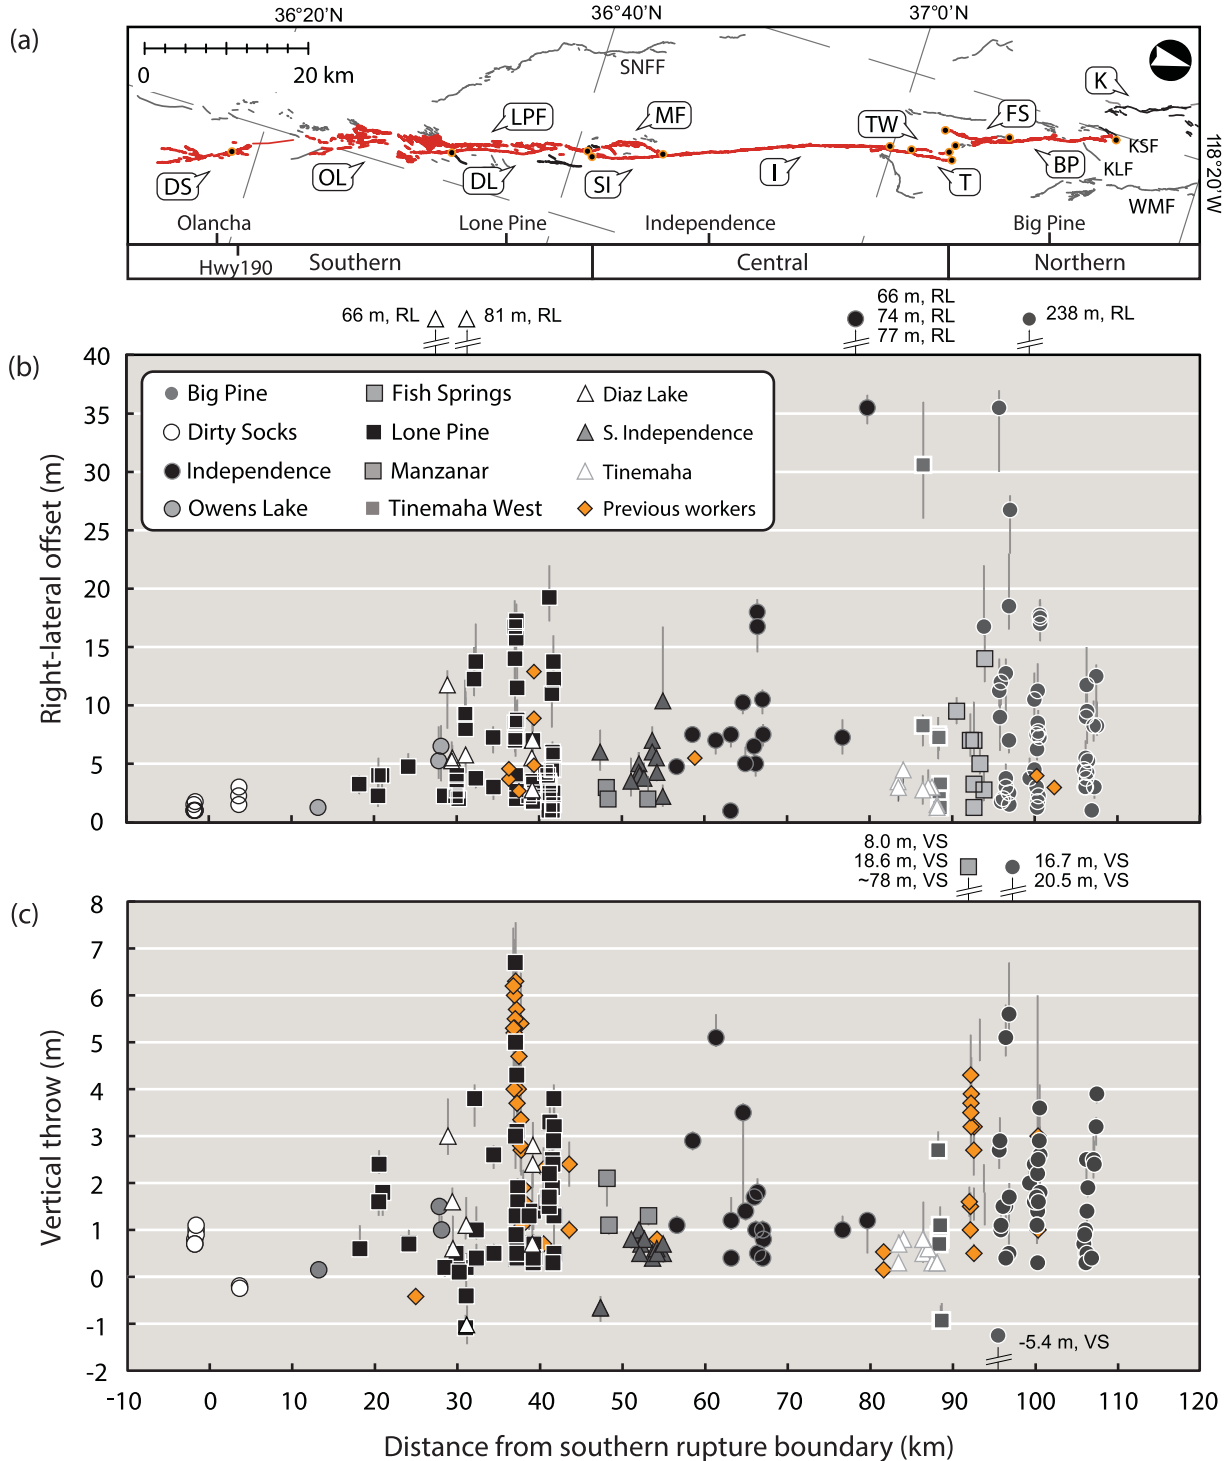 36°20’N 36°40’N 37°0’N
(a)
0 20 km
SNFF
K
LPF MF TW FS
KSF
KLF
DS OL DL SI I T BP
WMF
118°20’W
Olancha Lone Pine Independence Big Pine
Hwy190 Southern Central Northern
66 m, RL 81 m, RL
66 m, RL
74 m, RL
77 m, RL
238 m, RL
(b)
Right-lateral offset (m)
40
35
30
25
20
15
10
5
0
Big Pine Fish Springs Diaz Lake
Dirty Socks Lone Pine S. Independence
Independence Manzanar Tinemaha
Owens Lake Tinemaha West Previous workers
8.0 m, VS
18.6 m, VS
~78 m, VS
16.7 m, VS
20.5 m, VS
(c)
Vertical throw (m)
8
7
6
5
4
3
2
1
0
-1
-2
-5.4 m, VS
-10 0 10 20 30 40 50 60 70 80 90 100 110 120
Distance from southern rupture boundary (km)